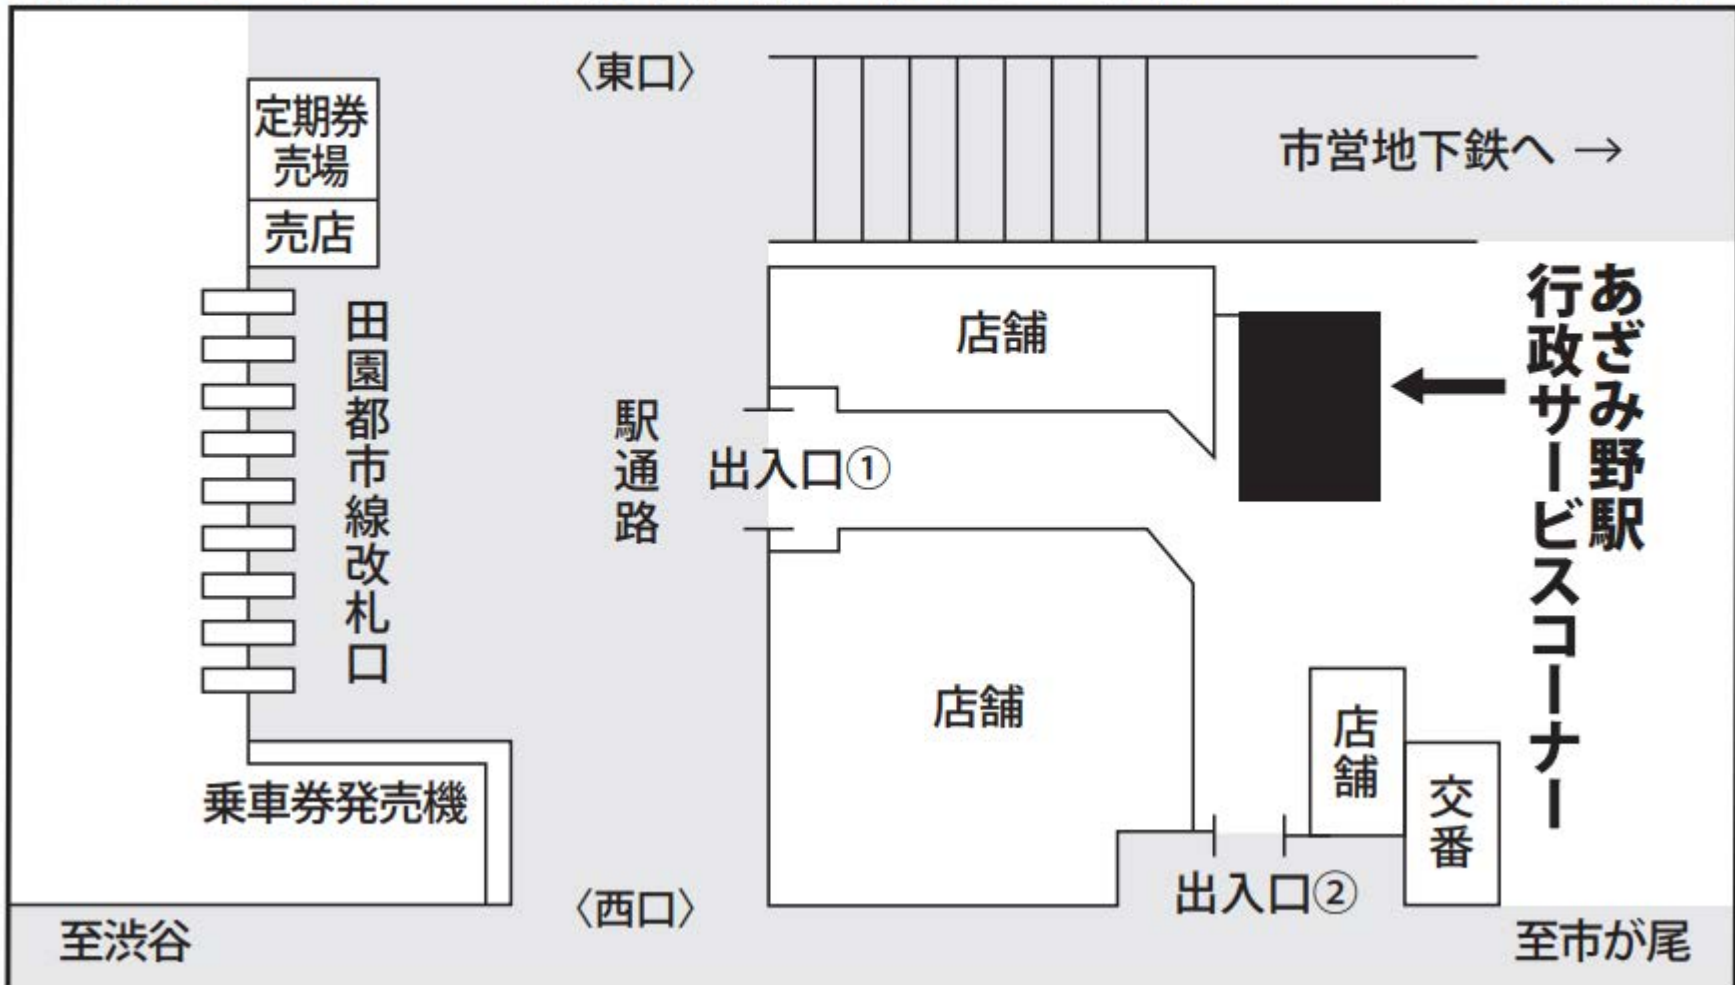 〈東口〉
定期券
売場
売店
市営地下鉄へ →
田園都市線改札口
駅通路
店舗
出入口①
あざみ野駅
行政サービスコーナー
店舗
店舗
交番
乗車券発売機
〈西口〉
出入口②
至渋谷
至市が尾